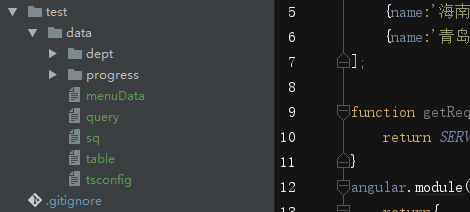 test
data
dept
progress
menuData
query
sq
table
tsconfig
.gitignore
5 {name:'海南
6 {name:'青岛
7 ];
8
9 function getReq
10 return SERV
11 }
12 angular.module(
13 return{